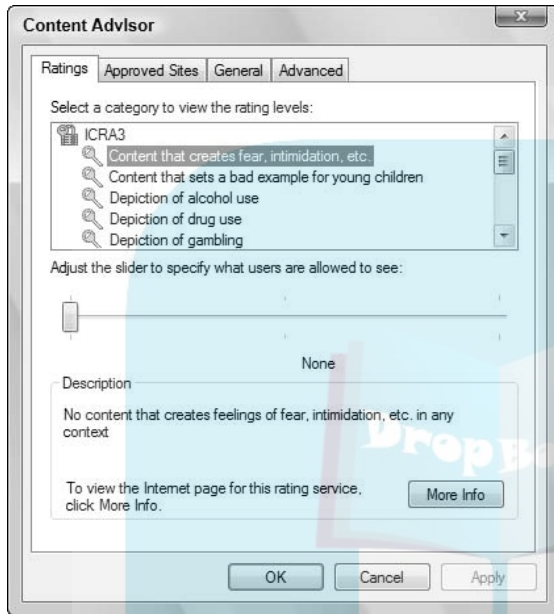 Content Advisor
x
Ratings
Approved Sites
General
Advanced
Select a category to view the rating levels:
ICRA3
Content that creates fear, intimidation, etc.
Content that sets a bad example for young children
Depiction of alcohol use
Depiction of drug use
Depiction of gambling
Adjust the slider to specify what users are allowed to see:
None
Description
No content that creates feelings of fear, intimidation, etc. in any
context
To view the Internet page for this rating service,
click More Info.
More Info
OK
Cancel
Apply